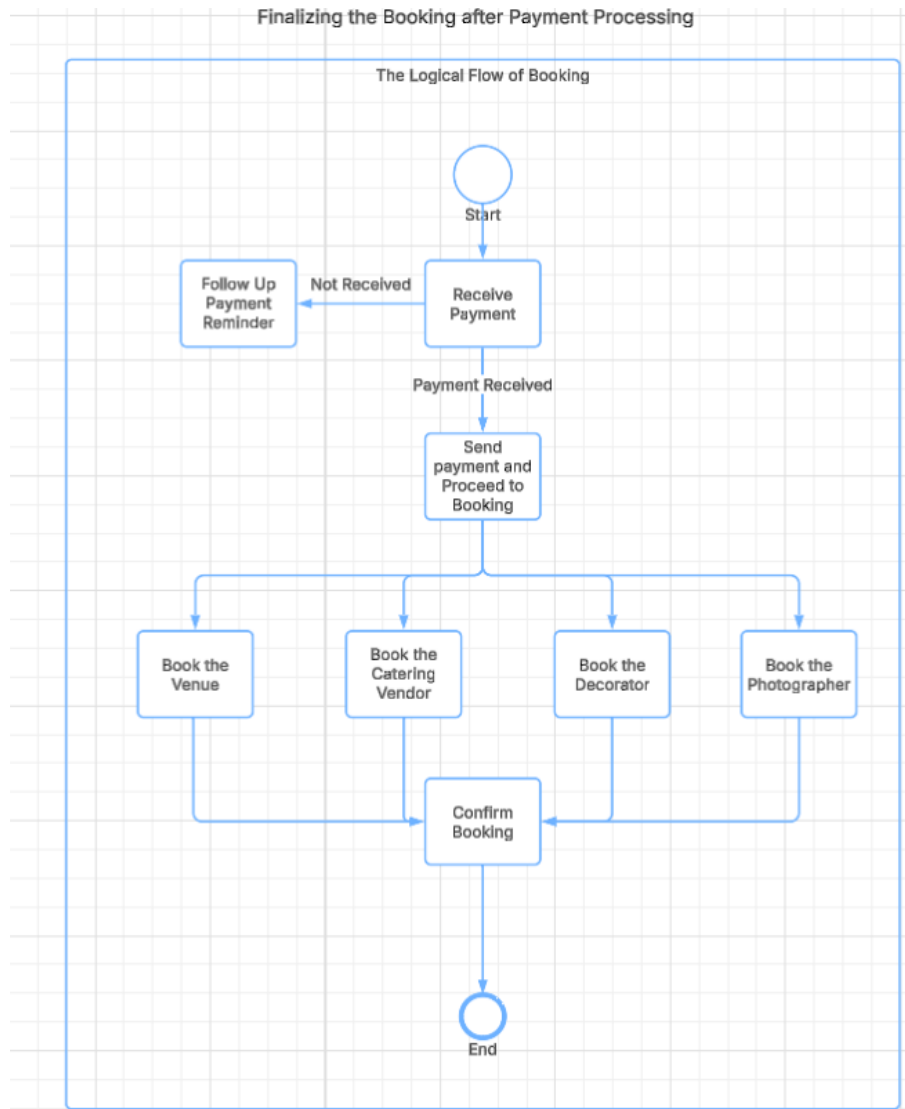 Finalizing the Booking after Payment Processing
The Logical Flow of Booking
Start
Follow Up
Payment
Reminder
Not Received
Receive
Payment
Payment Received
Send
payment and
Proceed to
Booking
Book the
Venue
Book the
Catering
Vendor
Book the
Decorator
Book the
Photographer
Confirm
Booking
End